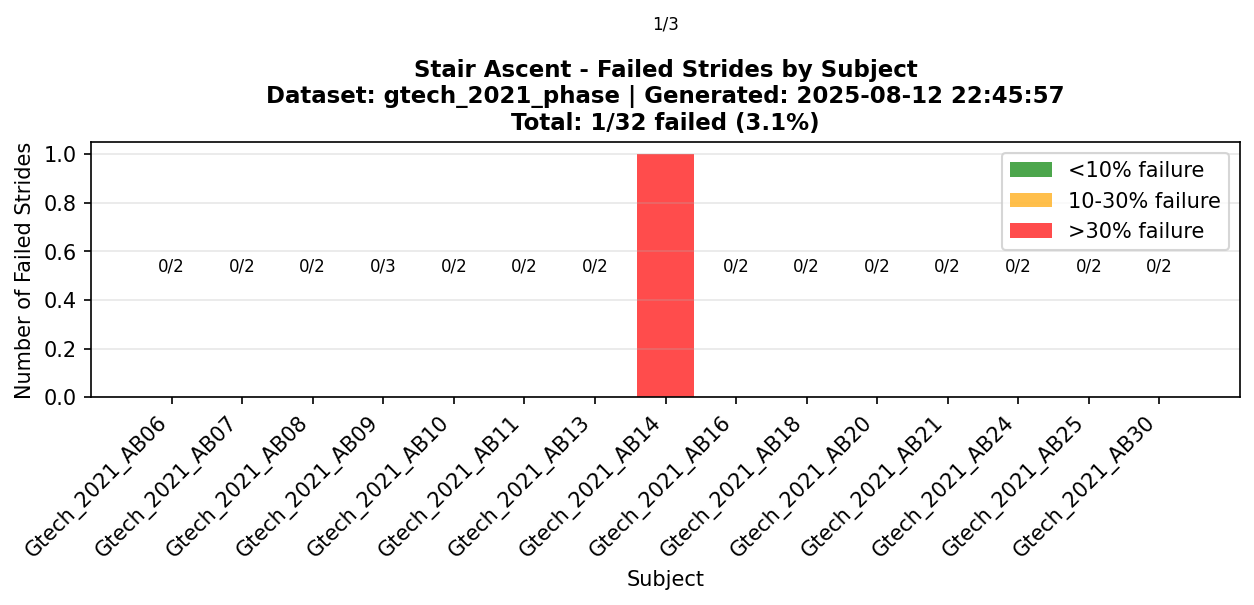 1/3
Stair Ascent - Failed Strides by Subject
Dataset: gtech_2021_phase | Generated: 2025-08-12 22:45:57
Total: 1/32 failed (3.1%)
Number of Failed Strides
1.0
0.8
0.6
0.4
0.2
0.0
<10% failure
10-30% failure
>30% failure
0/2 0/2 0/2 0/3 0/2 0/2 0/2 0/2 0/2 0/2 0/2 0/2 0/2 0/2
Gtech_2021_AB06
Gtech_2021_AB07
Gtech_2021_AB08
Gtech_2021_AB09
Gtech_2021_AB10
Gtech_2021_AB11
Gtech_2021_AB13
Gtech_2021_AB14
Gtech_2021_AB16
Gtech_2021_AB18
Gtech_2021_AB20
Gtech_2021_AB21
Gtech_2021_AB24
Gtech_2021_AB25
Gtech_2021_AB30
Subject